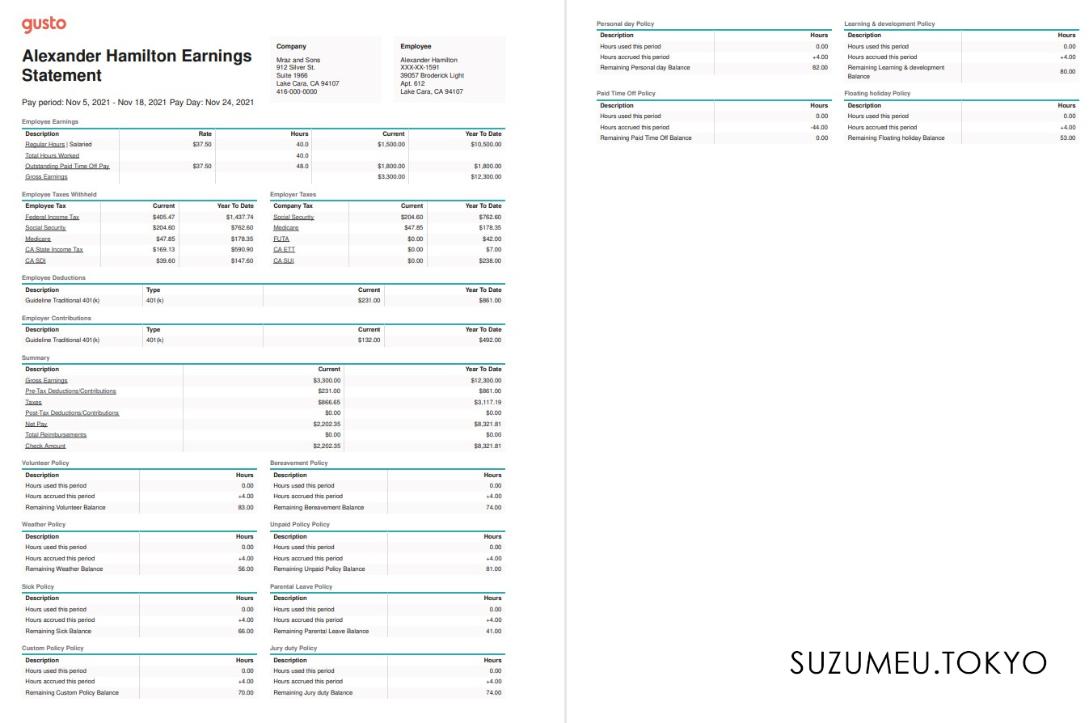 gusto
Alexander Hamilton Earnings
Statement
Pay period: Nov 5, 2021 - Nov 18, 2021 Pay Day: Nov 24, 2021
Company
Mraz and Sons
912 Silver St.
Suite 1966
Lake Cara, CA 94107
416-000-0000
Employee
Alexander Hamilton
XXX-XX-1591
39057 Broderick Light
Apt. 612
Lake Cara, CA 94107
Employee Earnings
Description Rate Hours Current Year To Date
Regular Hours | Salaried $37.50 40.0 $1,500.00 $10,500.00
Total Hours Worked 40.0
Outstanding Paid Time Off Pay $37.50 48.0 $1,800.00 $1,800.00
Gross Earnings $3,300.00 $12,300.00
Employee Taxes Withheld
Employee Tax Current Year To Date
Federal Income Tax $405.47 $1,437.74
Social Security $204.60 $762.60
Medicare $47.85 $178.35
CA State Income Tax $169.13 $590.90
CA SDI $39.60 $147.60
Employer Taxes
Company Tax Current Year To Date
Social Security $204.60 $762.60
Medicare $47.85 $178.35
FUTA $0.00 $42.00
CA ETT $0.00 $7.00
CA SUI $0.00 $238.00
Employee Deductions
Description Type Current Year To Date
Guideline Traditional 401(k) 401(k) $231.00 $861.00
Employer Contributions
Description Type Current Year To Date
Guideline Traditional 401(k) 401(k) $132.00 $492.00
Summary
Description Current Year To Date
Gross Earnings $3,300.00 $12,300.00
Pre-Tax Deductions/Contributions $231.00 $861.00
Taxes $866.65 $3,117.19
Post-Tax Deductions/Contributions $0.00 $0.00
Net Pay $2,202.35 $8,321.81
Total Reimbursements $0.00 $0.00
Check Amount $2,202.35 $8,321.81
Volunteer Policy
Description Hours
Hours used this period 0.00
Hours accrued this period +4.00
Remaining Volunteer Balance 83.00
Bereavement Policy
Description Hours
Hours used this period 0.00
Hours accrued this period +4.00
Remaining Bereavement Balance 74.00
Weather Policy
Description Hours
Hours used this period 0.00
Hours accrued this period +4.00
Remaining Weather Balance 56.00
Unpaid Policy Policy
Description Hours
Hours used this period 0.00
Hours accrued this period +4.00
Remaining Unpaid Policy Balance 81.00
Sick Policy
Description Hours
Hours used this period 0.00
Hours accrued this period +4.00
Remaining Sick Balance 66.00
Parental Leave Policy
Description Hours
Hours used this period 0.00
Hours accrued this period +4.00
Remaining Parental Leave Balance 41.00
Custom Policy Policy
Description Hours
Hours used this period 0.00
Hours accrued this period +4.00
Remaining Custom Policy Balance 70.00
Jury duty Policy
Description Hours
Hours used this period 0.00
Hours accrued this period +4.00
Remaining Jury duty Balance 74.00
Personal day Policy
Description Hours
Hours used this period 0.00
Hours accrued this period +4.00
Remaining Personal day Balance 82.00
Learning & development Policy
Description Hours
Hours used this period 0.00
Hours accrued this period +4.00
Remaining Learning & development 80.00
Balance
Paid Time Off Policy
Description Hours
Hours used this period 0.00
Hours accrued this period -44.00
Remaining Paid Time Off Balance 0.00
Floating holiday Policy
Description Hours
Hours used this period 0.00
Hours accrued this period +4.00
Remaining Floating holiday Balance 53.00
SUZUMEU.TOKYO